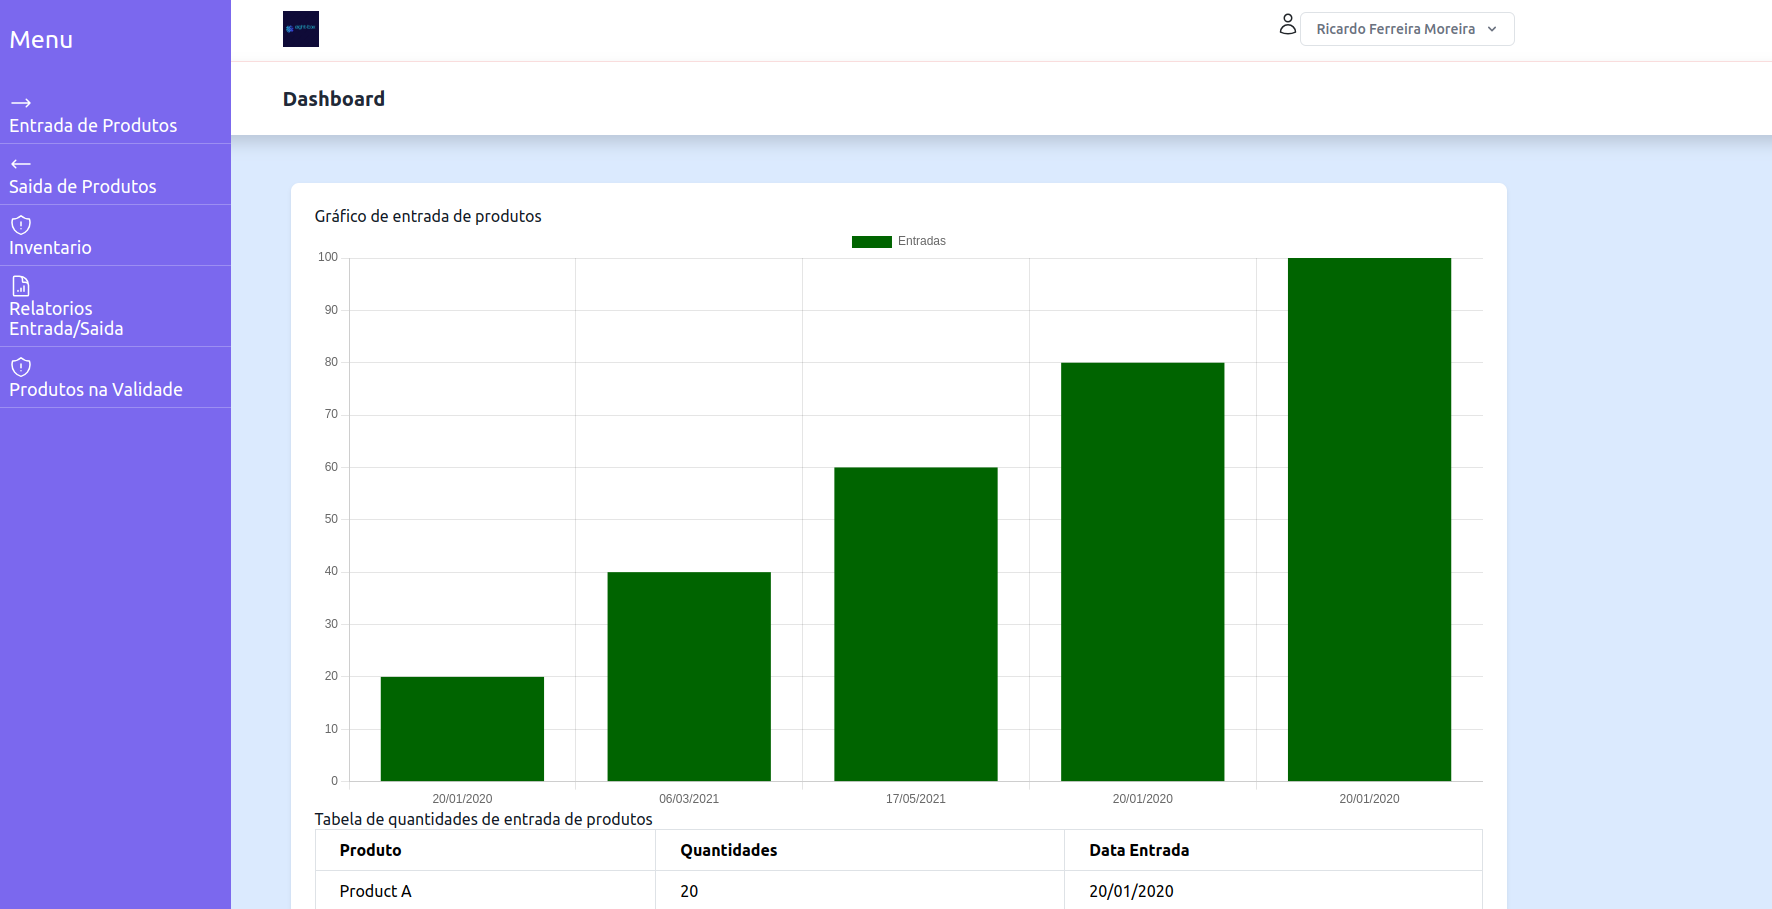 Menu
Entrada de Produtos
Saida de Produtos
Inventario
Relatorios
Entrada/Saida
Produtos na Validade
Ricardo Ferreira Moreira
Dashboard
Gráfico de entrada de produtos
Entradas
100
90
80
70
60
50
40
30
20
10
0
20/01/2020 06/03/2021 17/05/2021 20/01/2020 20/01/2020
Tabela de quantidades de entrada de produtos
Produto Quantidades Data Entrada
Product A 20 20/01/2020